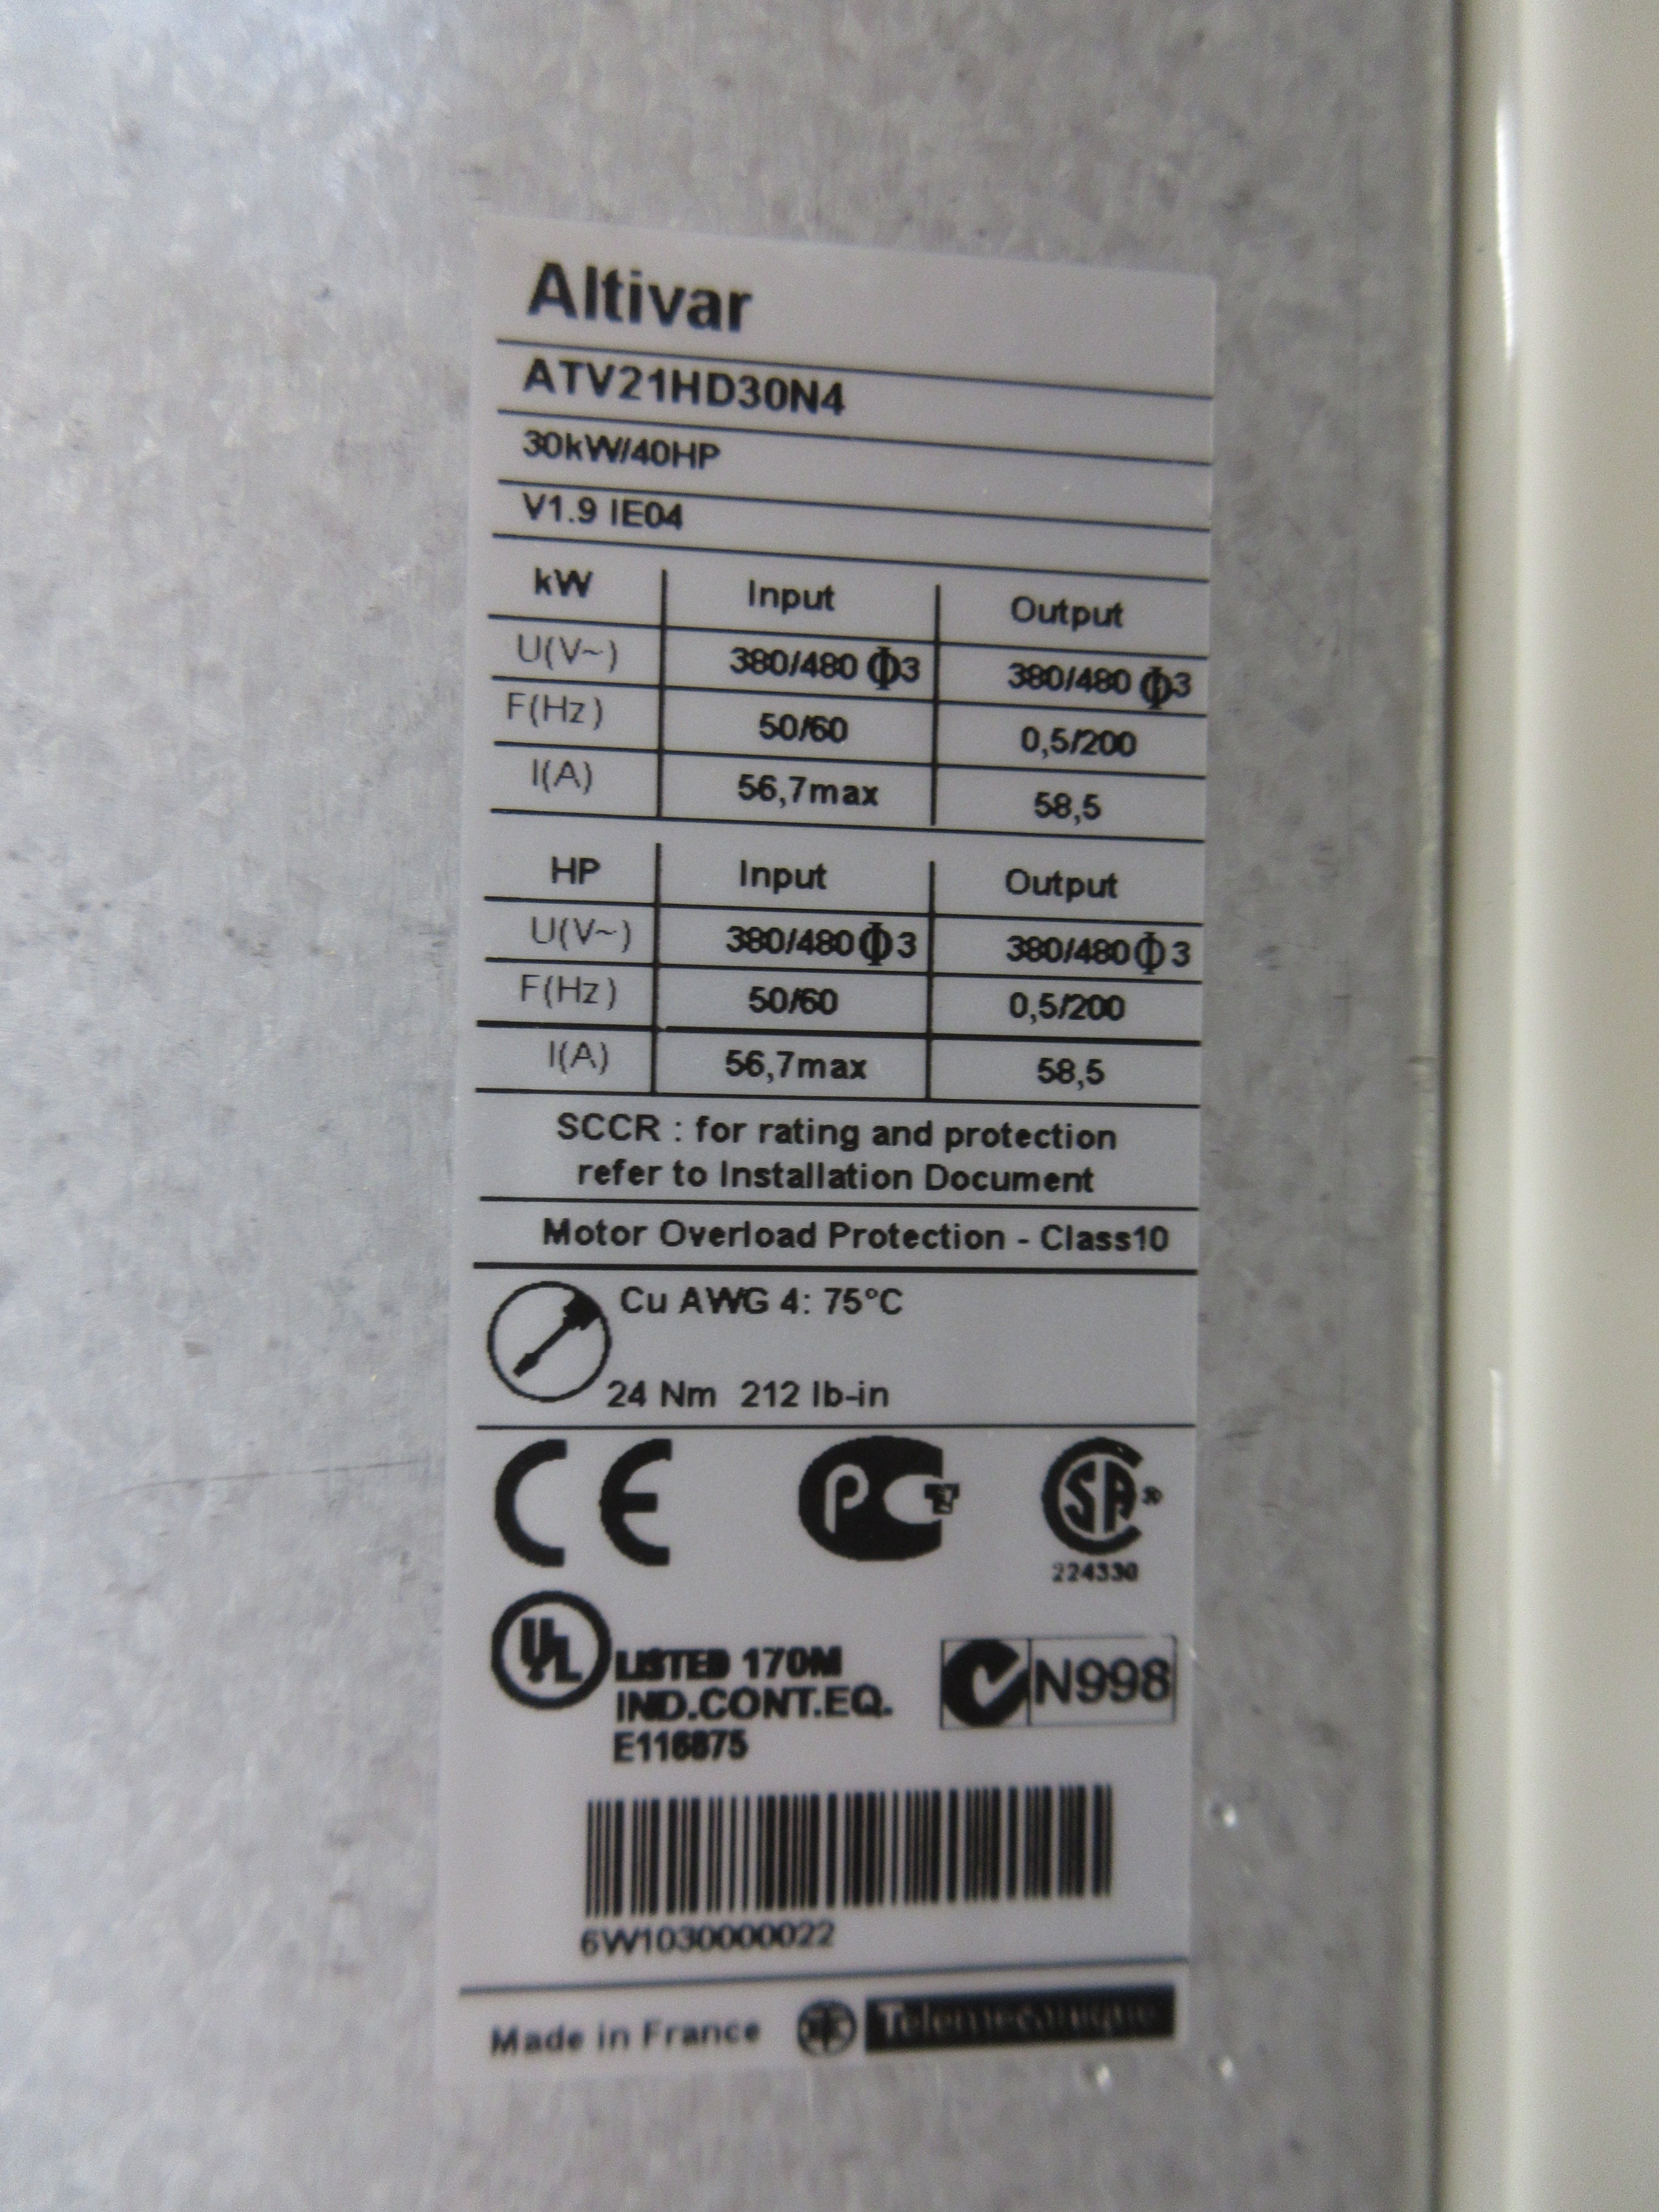 Altivar
ATV21HD30N4
30kW/40HP
V1.9 IE04
kW Input Output
U(V~) 380/480 Φ3 380/480 Φ3
F(Hz) 50/60 0,5/200
I(A) 56,7max 58,5
HP Input Output
U(V~) 380/480 Φ3 380/480 Φ3
F(Hz) 50/60 0,5/200
I(A) 56,7max 58,5
SCCR : for rating and protection
refer to Installation Document
Motor Overload Protection - Class10
Cu AWG 4: 75°C
24 Nm 212 lb-in
CE PCT SA®
224330
UL LISTED 170M
IND.CONT.EQ.
E116875
N998
6W1030000022
Made in France Telemecanique